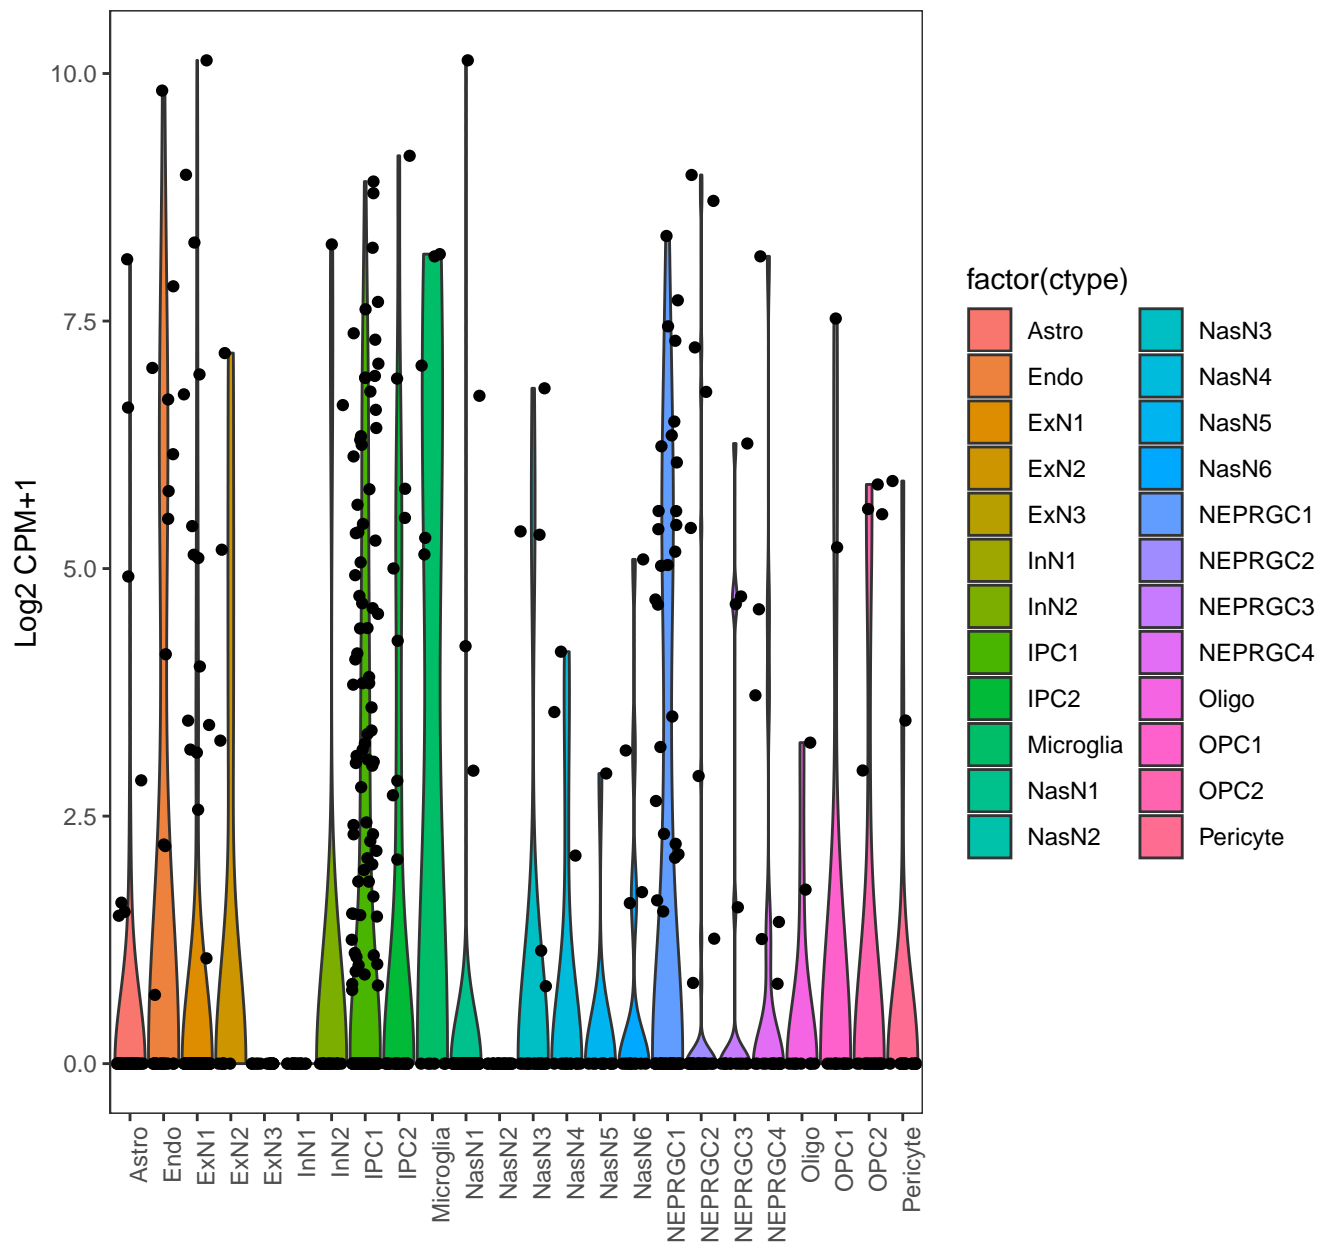 Log2 CPM+1
10.0
7.5
5.0
2.5
0.0
Astro
Endo
ExN1
ExN2
ExN3
InN1
InN2
IPC1
IPC2
Microglia
NasN1
NasN2
NasN3
NasN4
NasN5
NasN6
NEPRGC1
NEPRGC2
NEPRGC3
NEPRGC4
Oligo
OPC1
OPC2
Pericyte
factor(ctype)
Astro
Endo
ExN1
ExN2
ExN3
InN1
InN2
IPC1
IPC2
Microglia
NasN1
NasN2
NasN3
NasN4
NasN5
NasN6
NEPRGC1
NEPRGC2
NEPRGC3
NEPRGC4
Oligo
OPC1
OPC2
Pericyte